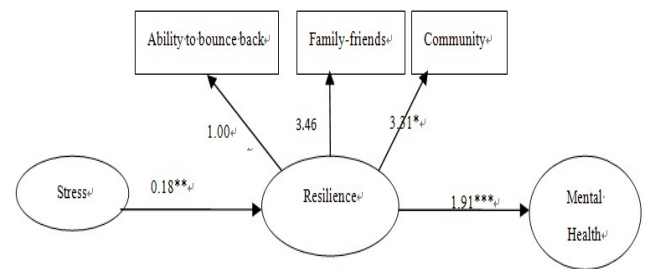 Ability to bounce back
Family-friends
Community
1.00
3.46
3.31*
Stress
0.18**
Resilience
1.91***
Mental
Health